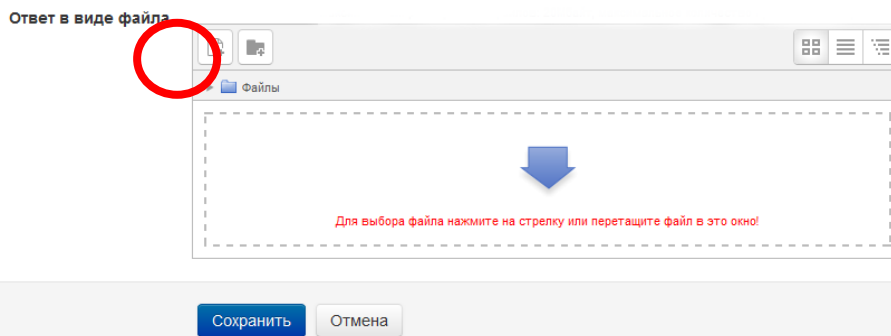 Ответ в виде файла
Файлы
Для выбора файла нажмите на стрелку или перетащите файл в это окно!
Сохранить
Отмена